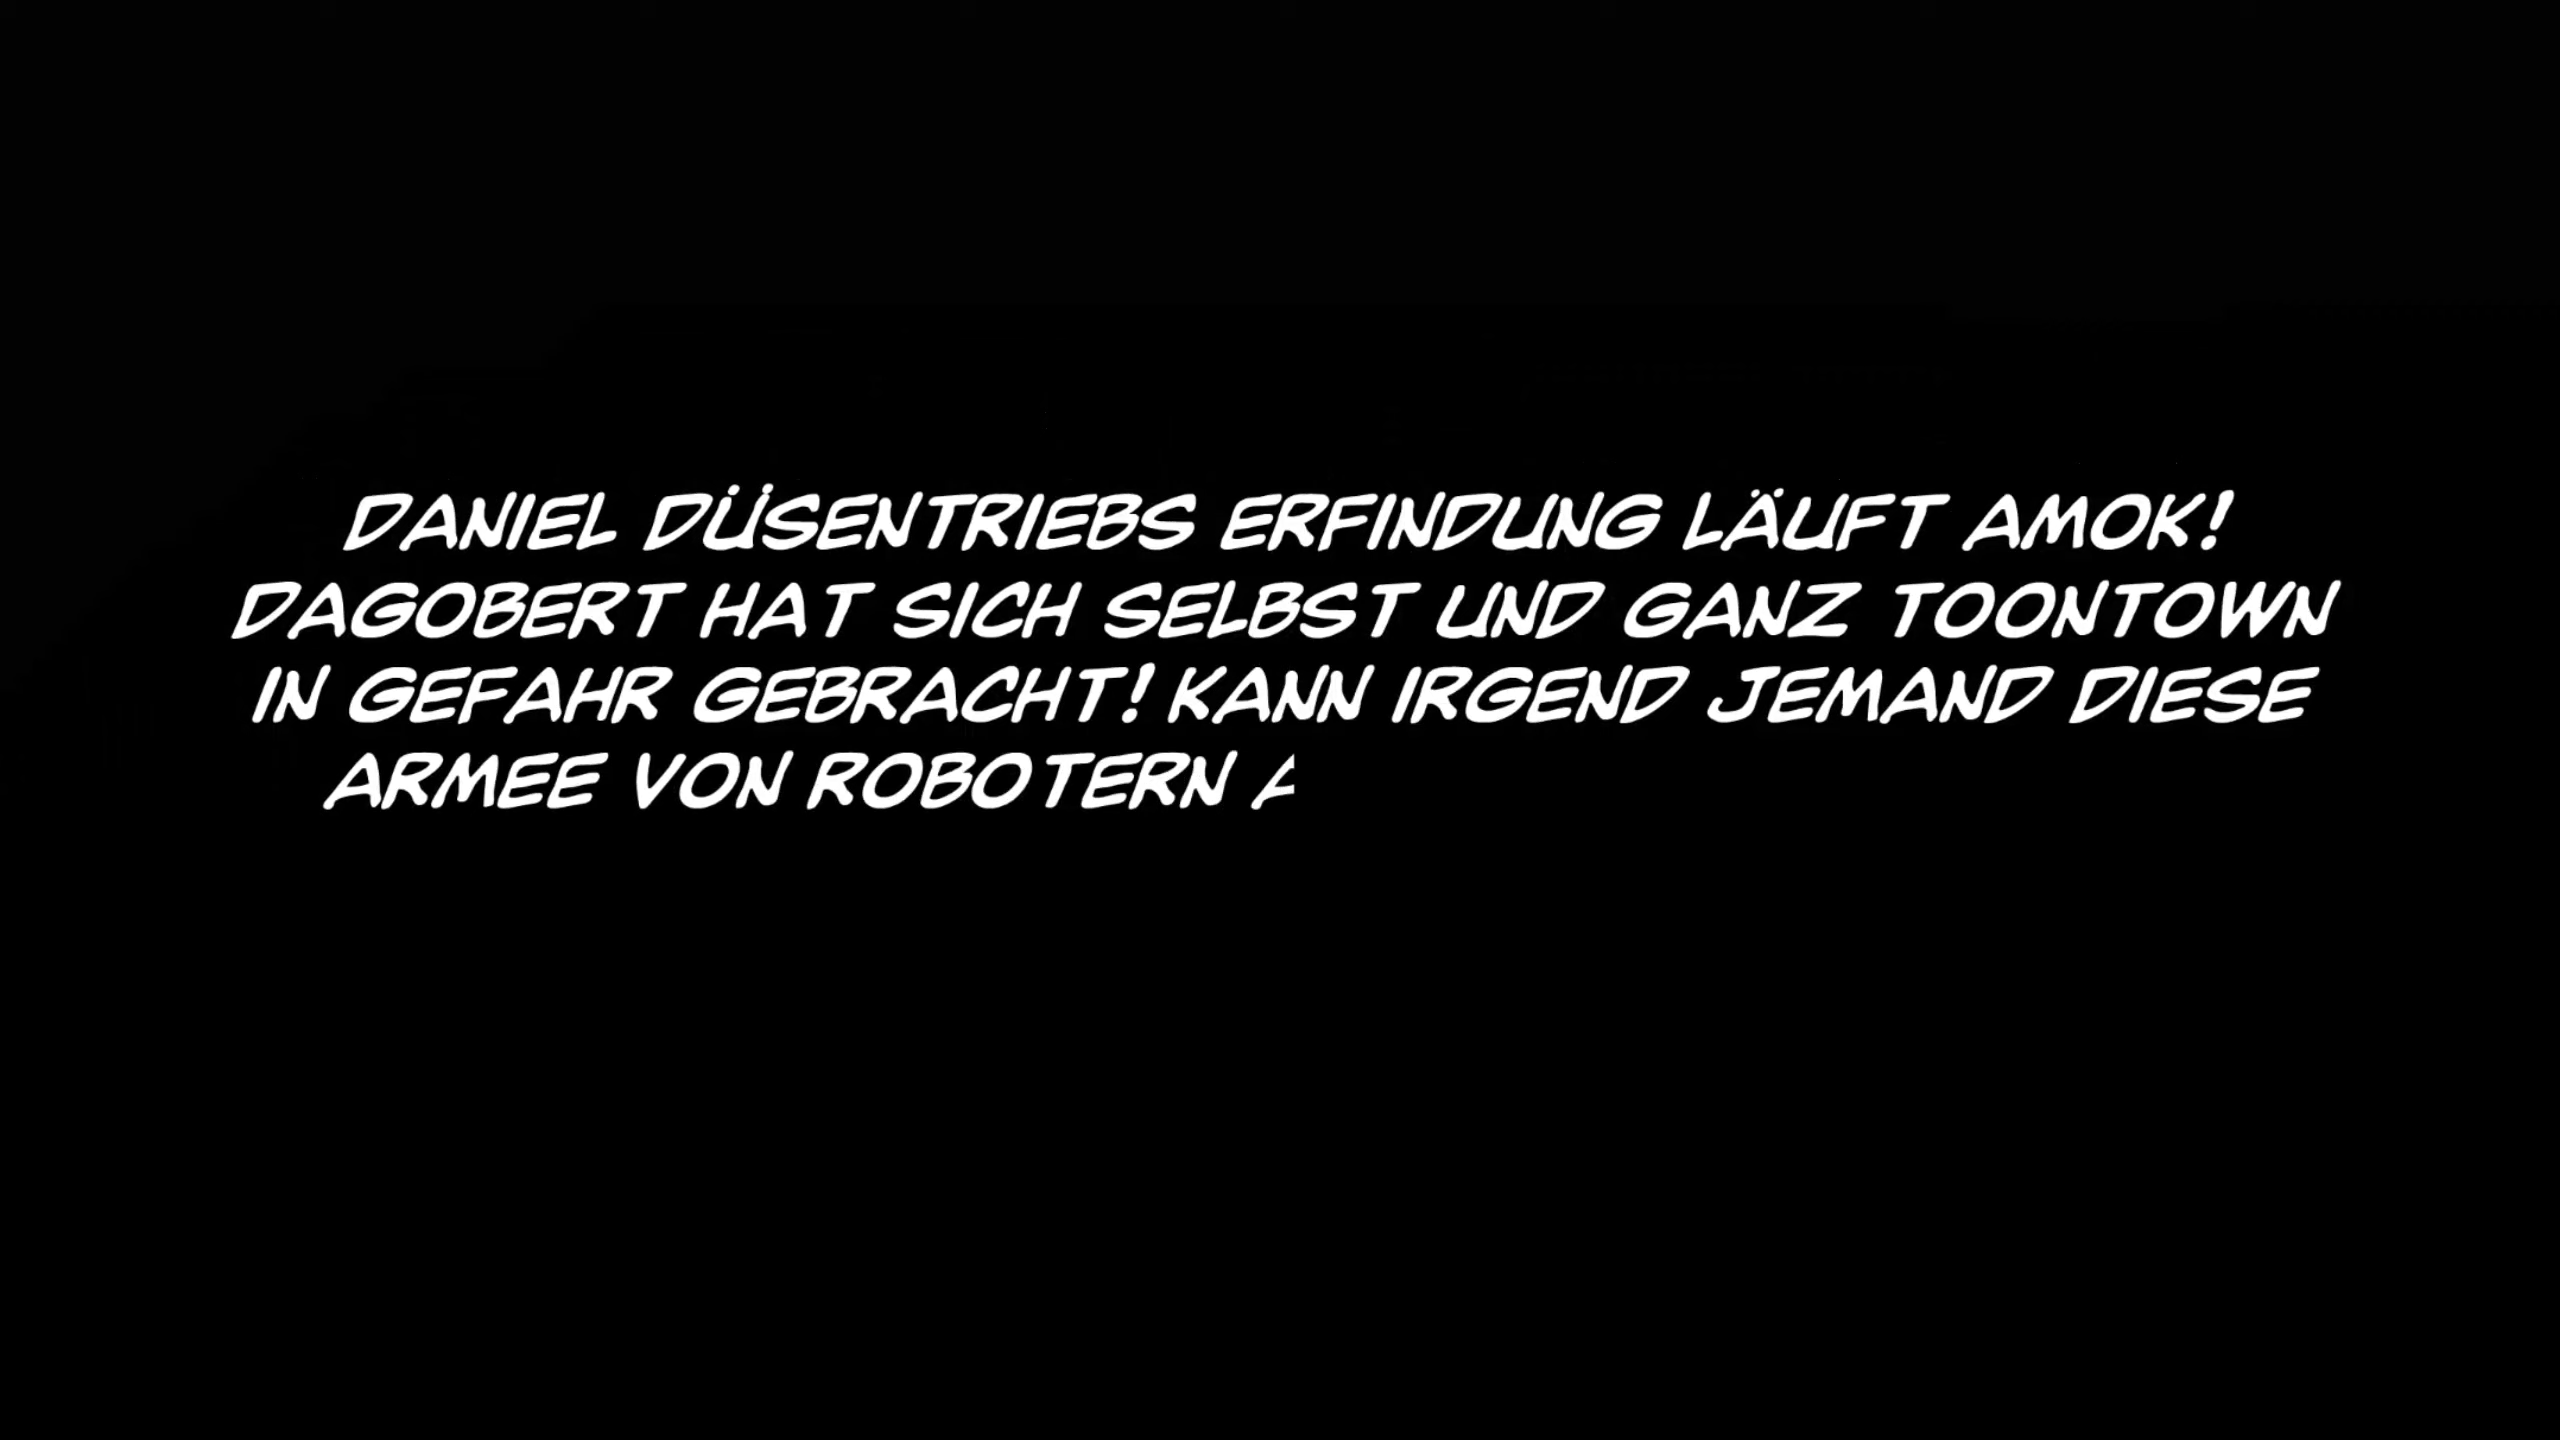 DANIEL DÜSENTRIEBS ERFINDUNG LÄUFT AMOK!
DAGOBERT HAT SICH SELBST UND GANZ TOONTOWN
IN GEFAHR GEBRACHT! KANN IRGEND JEMAND DIESE
ARMEE VON ROBOTERN